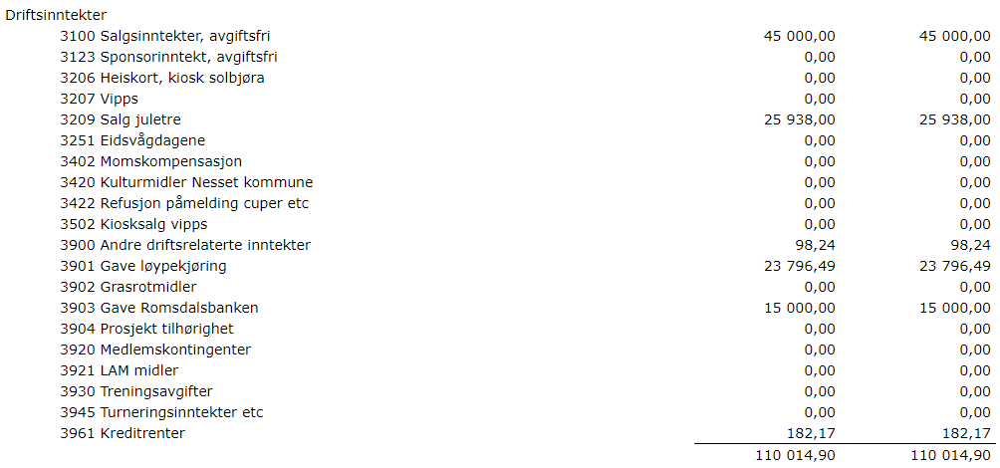 Driftsinntekter
3100 Salgsinntekter, avgiftsfri 45 000,00 45 000,00
3123 Sponsorinntekt, avgiftsfri 0,00 0,00
3206 Heiskort, kiosk solbjøra 0,00 0,00
3207 Vipps 0,00 0,00
3209 Salg juletre 25 938,00 25 938,00
3251 Eidsvågdagene 0,00 0,00
3402 Momskompensasjon 0,00 0,00
3420 Kulturmidler Nesset kommune 0,00 0,00
3422 Refusjon påmelding cuper etc 0,00 0,00
3502 Kiosksalg vipps 0,00 0,00
3900 Andre driftsrelaterte inntekter 98,24 98,24
3901 Gave løypekjøring 23 796,49 23 796,49
3902 Grasrotmidler 0,00 0,00
3903 Gave Romsdalsbanken 15 000,00 15 000,00
3904 Prosjekt tilhørighet 0,00 0,00
3920 Medlemskontingenter 0,00 0,00
3921 LAM midler 0,00 0,00
3930 Treningsavgifter 0,00 0,00
3945 Turneringsinntekter etc 0,00 0,00
3961 Kreditrenter 182,17 182,17
110 014,90 110 014,90